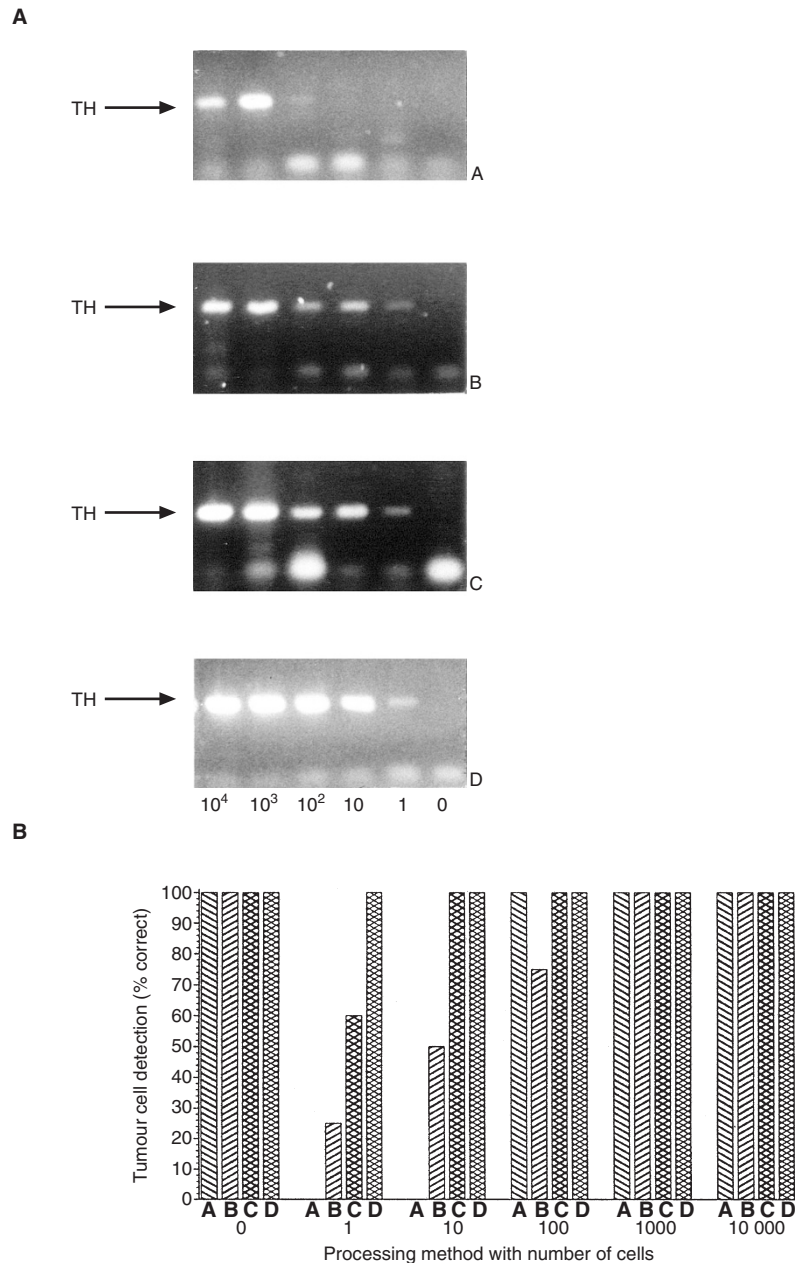 A
TH
A
TH
B
TH
C
TH
D
10⁴ 10³ 10² 10 1 0
B
Tumour cell detection (% correct)
100
90
80
70
60
50
40
30
20
10
0
A B C D A B C D A B C D A B C D A B C D A B C D
0 1 10 100 1000 10 000
Processing method with number of cells